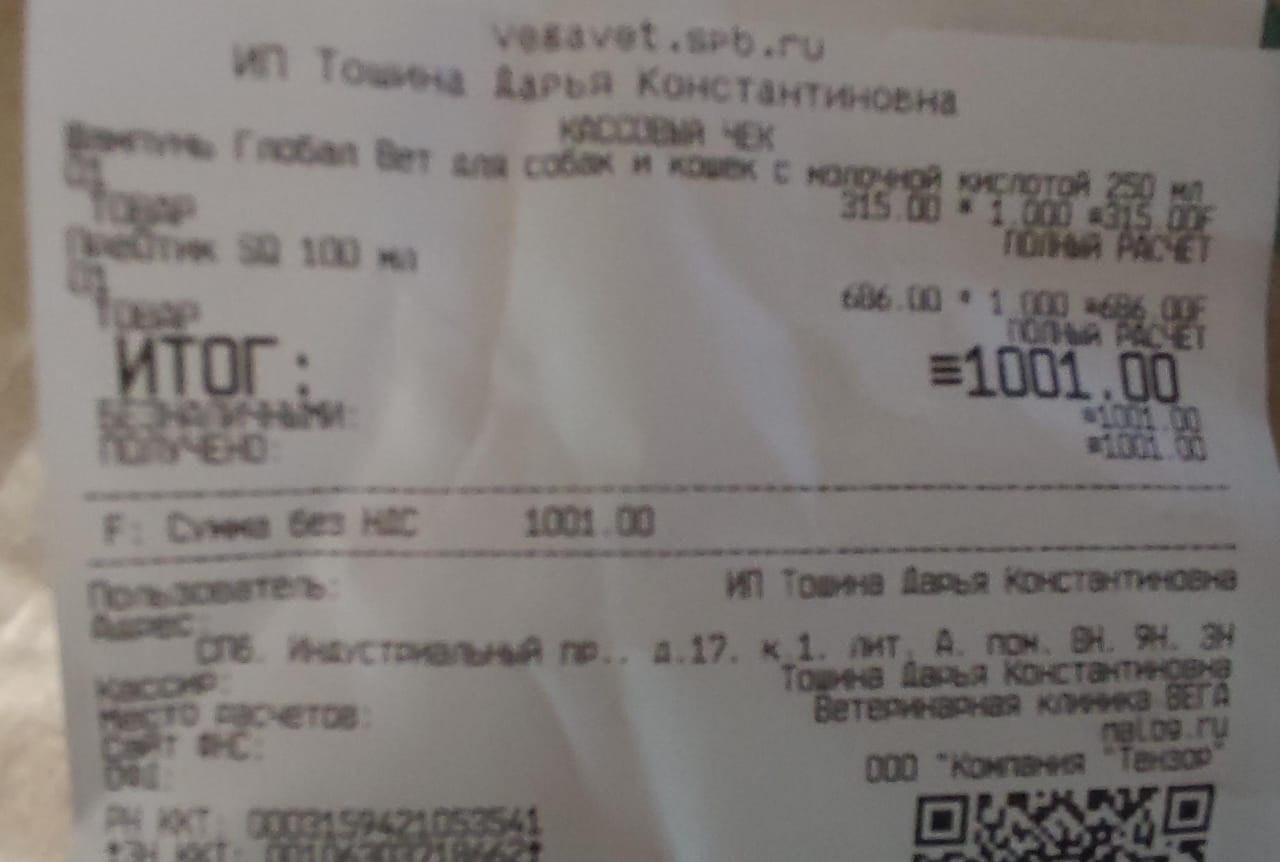 vegavet.spb.ru
ИП Тошина Дарья Константиновна
КАССОВЫЙ ЧЕК
Шампунь Глобал Вет для собак и кошек с молочной кислотой 250 мл
01
315.00 * 1.000 ≡315.00F
ТОВАР
ПОЛНЫЙ РАСЧЕТ
SQ 100 мл
01
686.00 * 1.000 ≡686.00F
ТОВАР
ПОЛНЫЙ РАСЧЕТ
ИТОГ: ≡1001.00
БЕЗНАЛИЧНЫМИ: ≡1001.00
ПОЛУЧЕНО: ≡1001.00
F: Сумма без НДС 1001.00
Пользователь: ИП Тошина Дарья Константиновна
Адрес:
СПб, Индустриальный пр., д.17, к.1, лит. А, пом. 8Н, 9Н, 3Н
Кассир: Тошина Дарья Константиновна
Место расчетов: Ветеринарная клиника ВЕГА
Сайт ФНС: nalog.ru
ОФД: ООО "Компания "Тензор"
РН ККТ: 0003159421053541
ЗН ККТ: